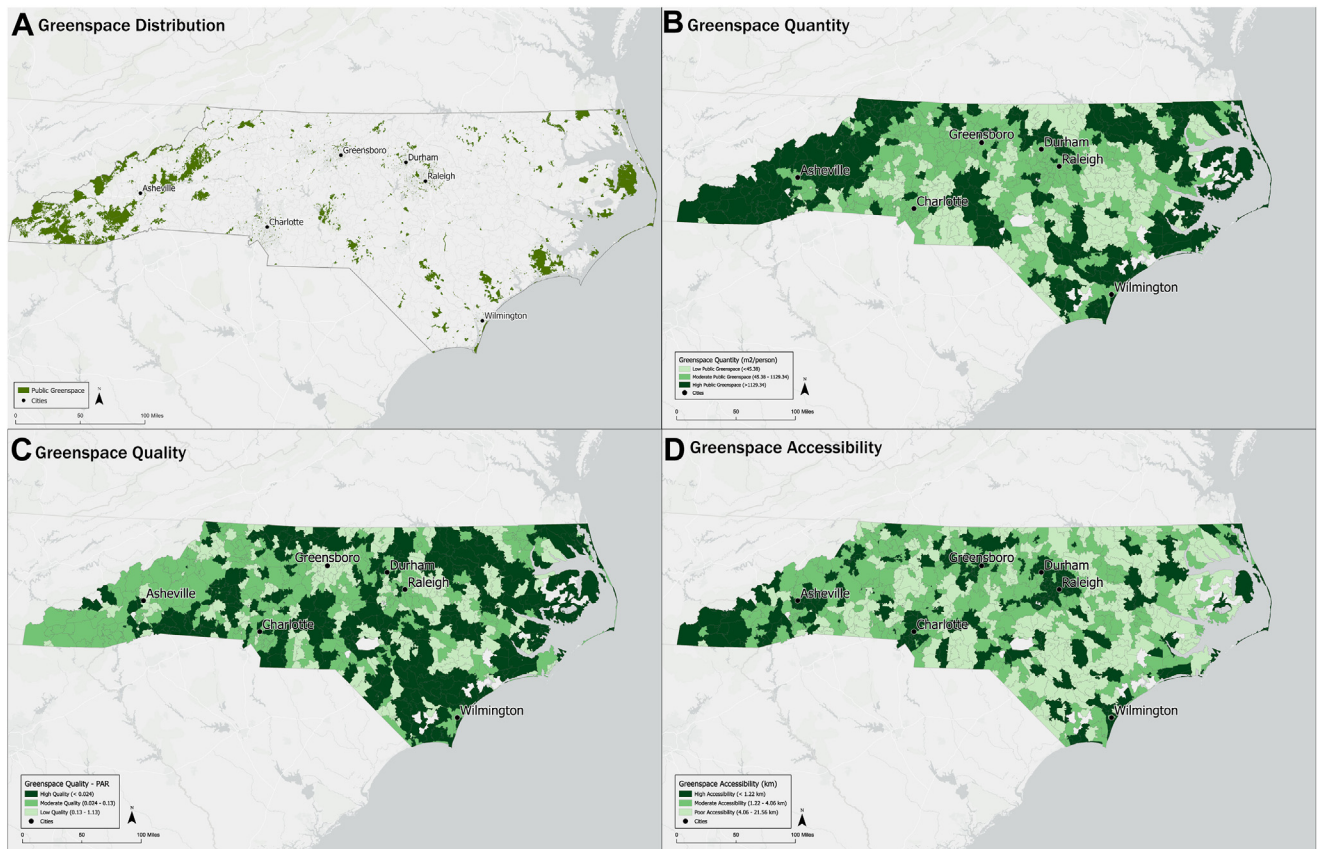 A Greenspace Distribution
Greensboro
Durham
Raleigh
Asheville
Charlotte
Wilmington
Public Greenspace
Cities
N
0 50 100 Miles
B Greenspace Quantity
Greensboro
Durham
Raleigh
Asheville
Charlotte
Wilmington
Greenspace Quantity (m2/person)
Low Public Greenspace (<45.38)
Moderate Public Greenspace (45.38 - 1129.34)
High Public Greenspace (>1129.34)
Cities
N
0 50 100 Miles
C Greenspace Quality
Greensboro
Durham
Raleigh
Asheville
Charlotte
Wilmington
Greenspace Quality - PAR
High Quality (< 0.024)
Moderate Quality (0.024 - 0.13)
Low Quality (0.13 - 1.13)
Cities
N
0 50 100 Miles
D Greenspace Accessibility
Greensboro
Durham
Raleigh
Asheville
Charlotte
Wilmington
Greenspace Accessibility (km)
High Accessibility (< 1.22 km)
Moderate Accessibility (1.22 - 4.06 km)
Poor Accessibility (4.06 - 21.56 km)
Cities
N
0 50 100 Miles